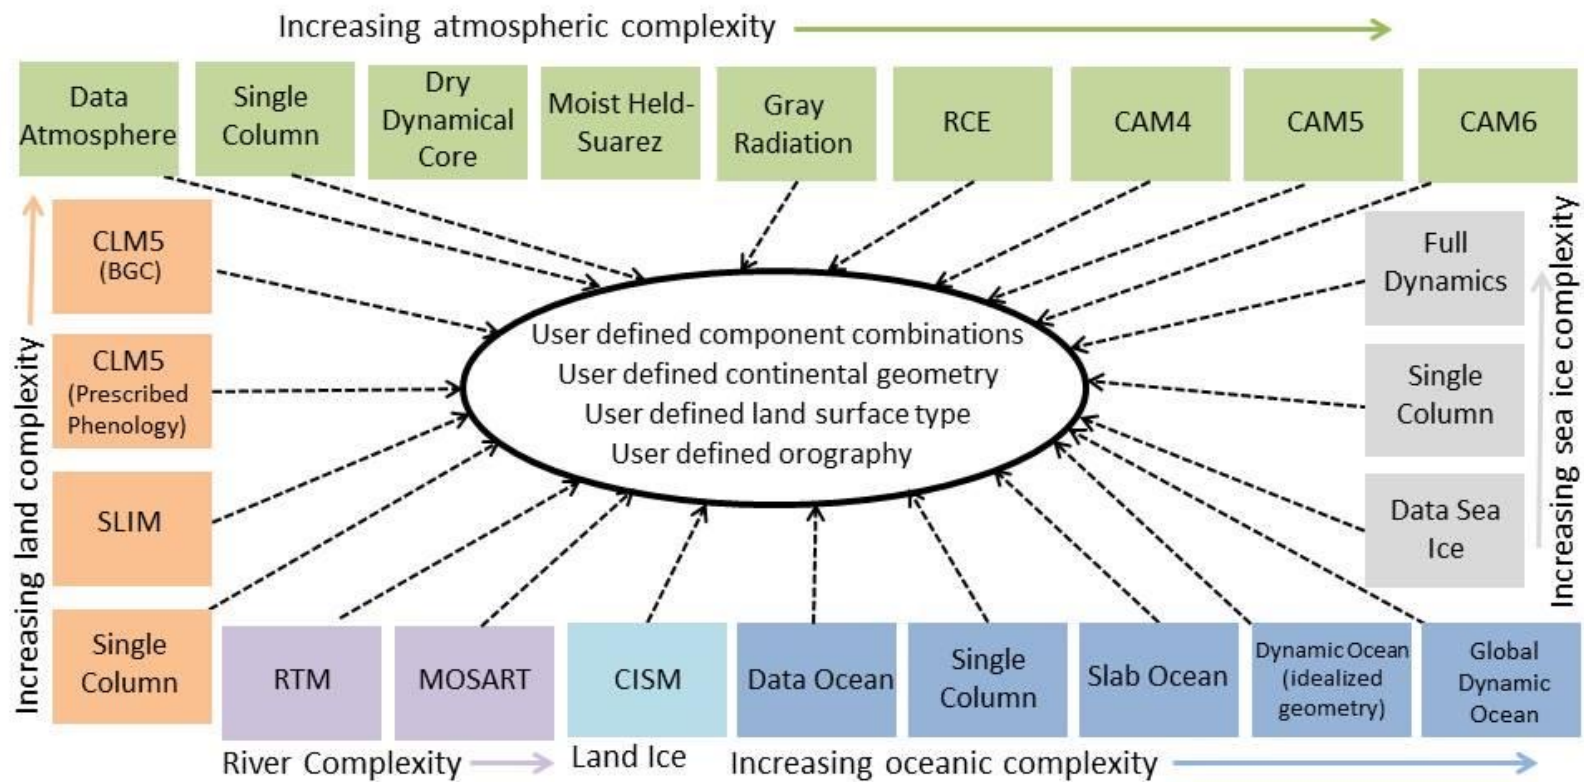 Increasing atmospheric complexity
Data
Atmosphere
Single
Column
Dry
Dynamical
Core
Moist Held-
Suarez
Gray
Radiation
RCE
CAM4
CAM5
CAM6
Increasing land complexity
CLM5
(BGC)
CLM5
(Prescribed
Phenology)
SLIM
Single
Column
User defined component combinations
User defined continental geometry
User defined land surface type
User defined orography
Full
Dynamics
Single
Column
Data Sea
Ice
Increasing sea ice complexity
RTM
MOSART
CISM
Data Ocean
Single
Column
Slab Ocean
Dynamic Ocean
(idealized
geometry)
Global
Dynamic
Ocean
River Complexity
Land Ice
Increasing oceanic complexity